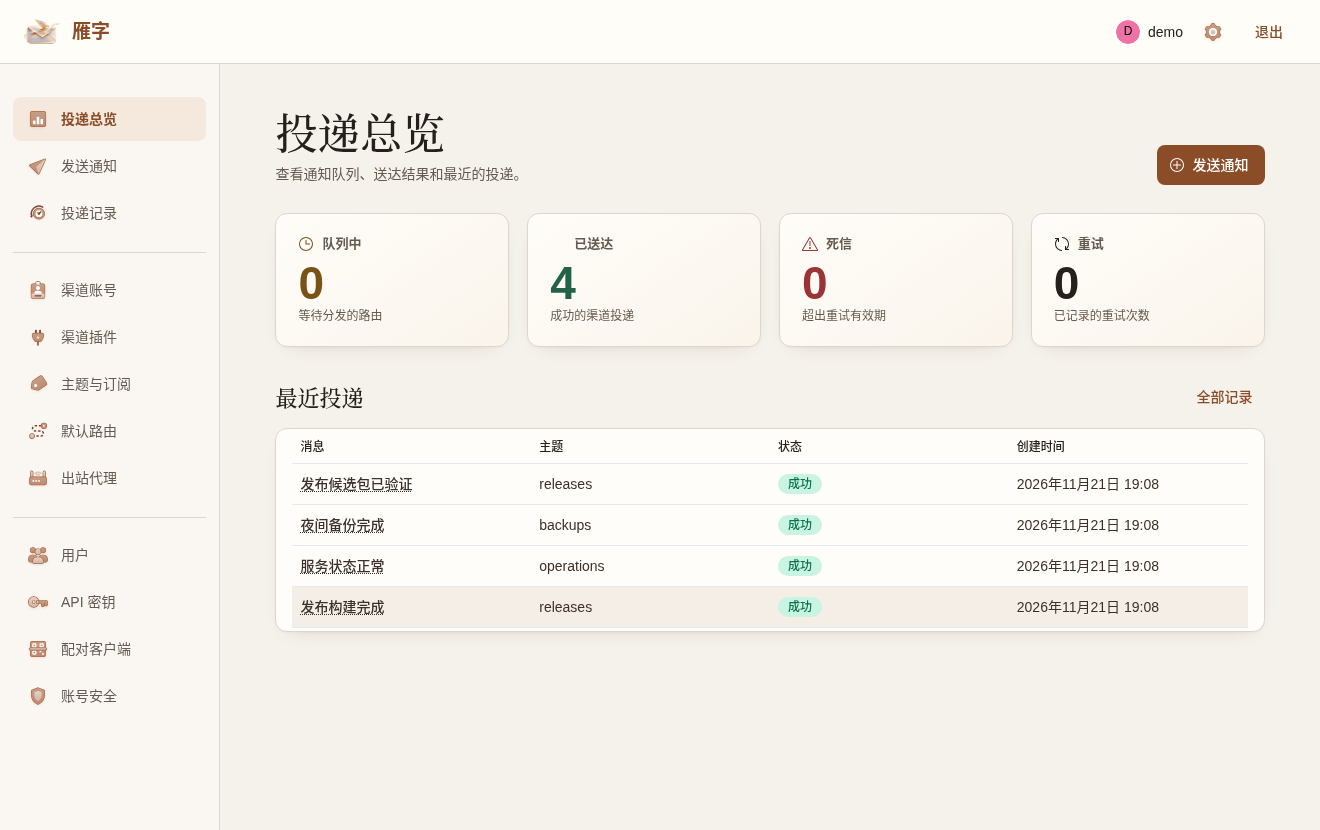 雁字
D demo 退出
投递总览
发送通知
投递记录
渠道账号
渠道插件
主题与订阅
默认路由
出站代理
用户
API 密钥
配对客户端
账号安全
投递总览
查看通知队列、送达结果和最近的投递。
发送通知
队列中
0
等待分发的路由
已送达
4
成功的渠道投递
死信
0
超出重试有效期
重试
0
已记录的重试次数
最近投递
全部记录
消息 主题 状态 创建时间
发布候选包已验证 releases 成功 2026年11月21日 19:08
夜间备份完成 backups 成功 2026年11月21日 19:08
服务状态正常 operations 成功 2026年11月21日 19:08
发布构建完成 releases 成功 2026年11月21日 19:08